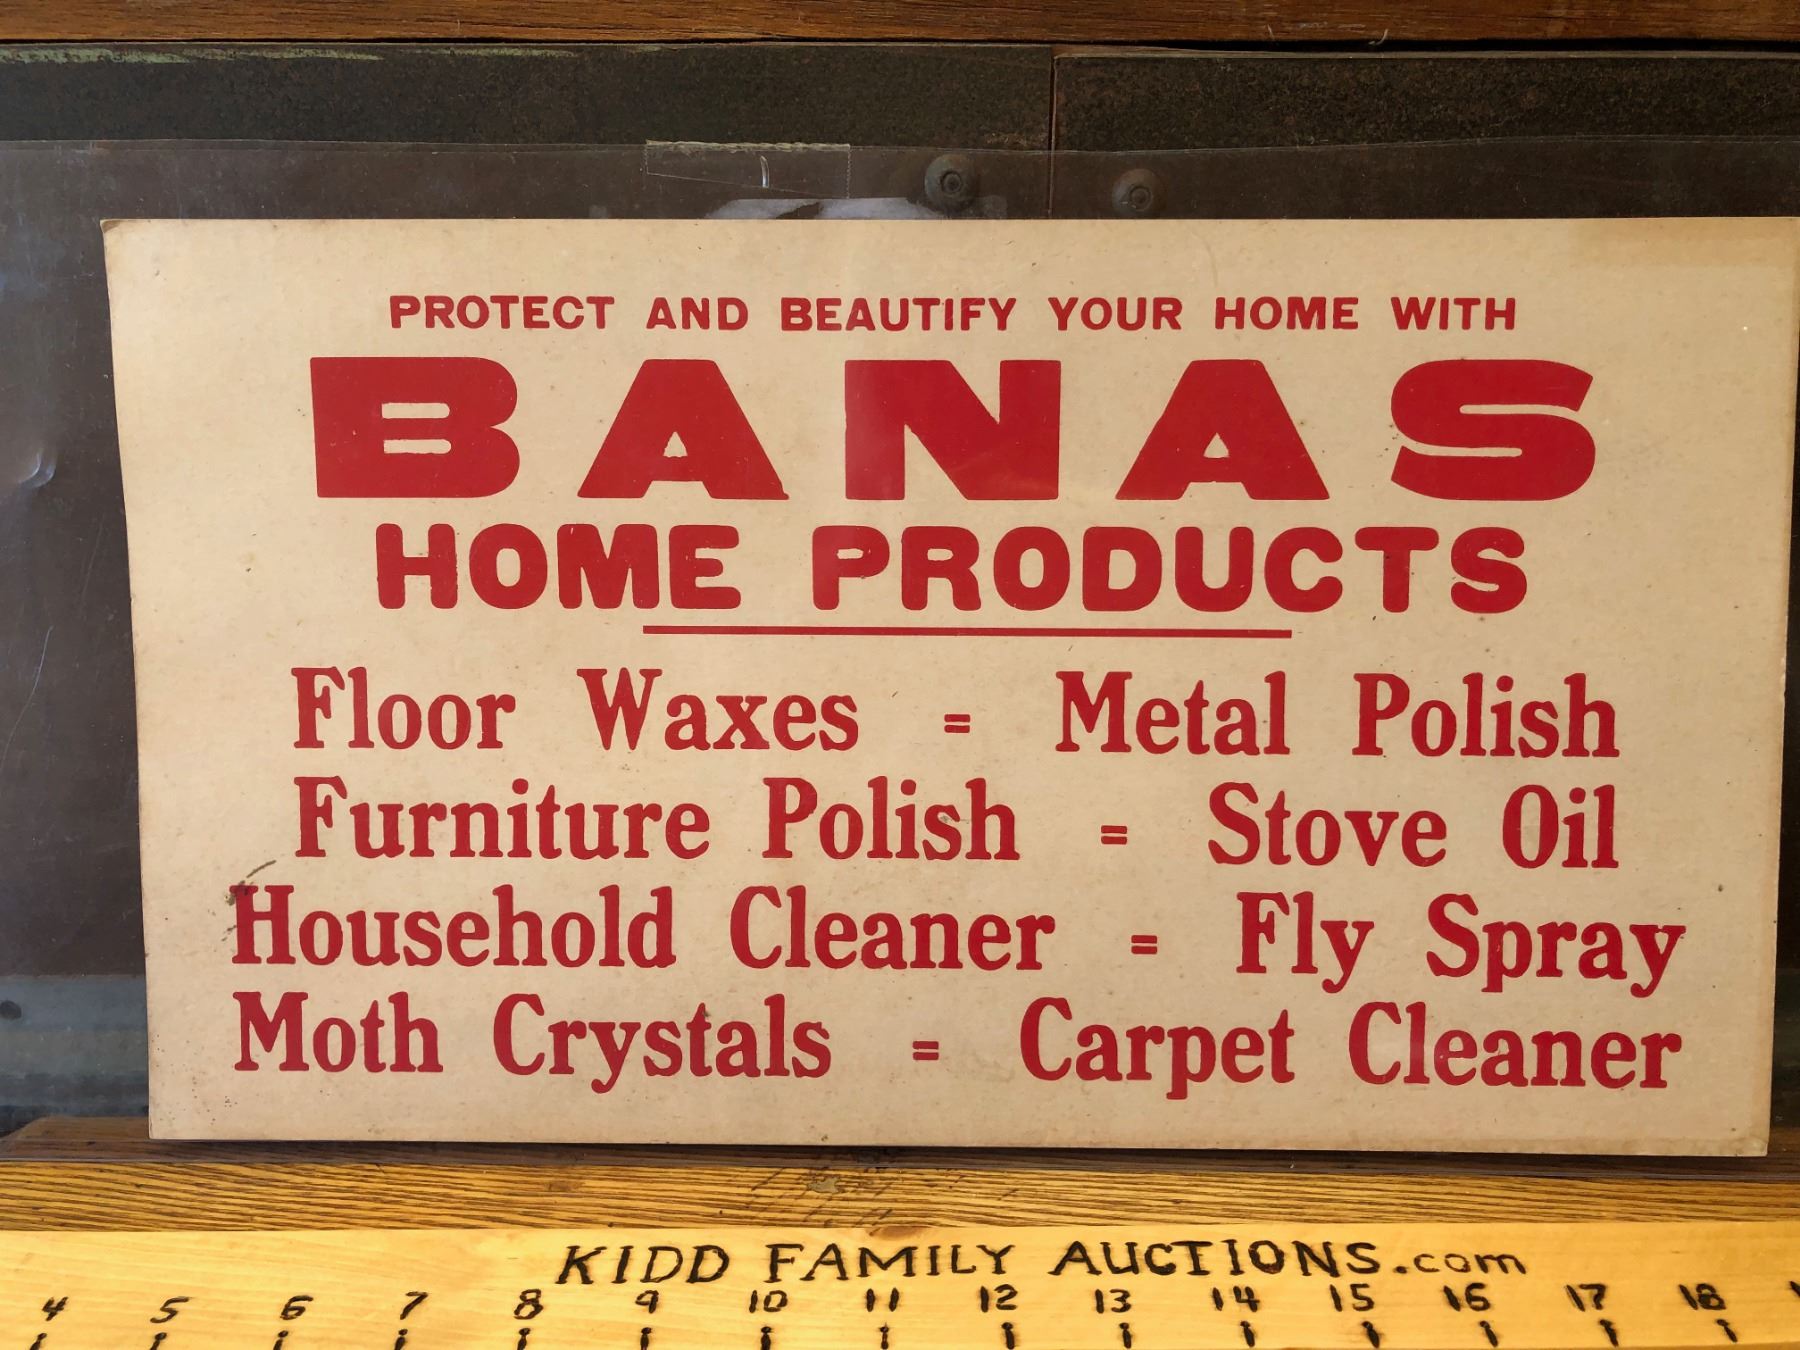 PROTECT AND BEAUTIFY YOUR HOME WITH
BANAS
HOME PRODUCTS
Floor Waxes = Metal Polish
Furniture Polish = Stove Oil
Household Cleaner = Fly Spray
Moth Crystals = Carpet Cleaner
KIDD FAMILY AUCTIONS.com
4 5 6 7 8 9 10 11 12 13 14 15 16 17 18